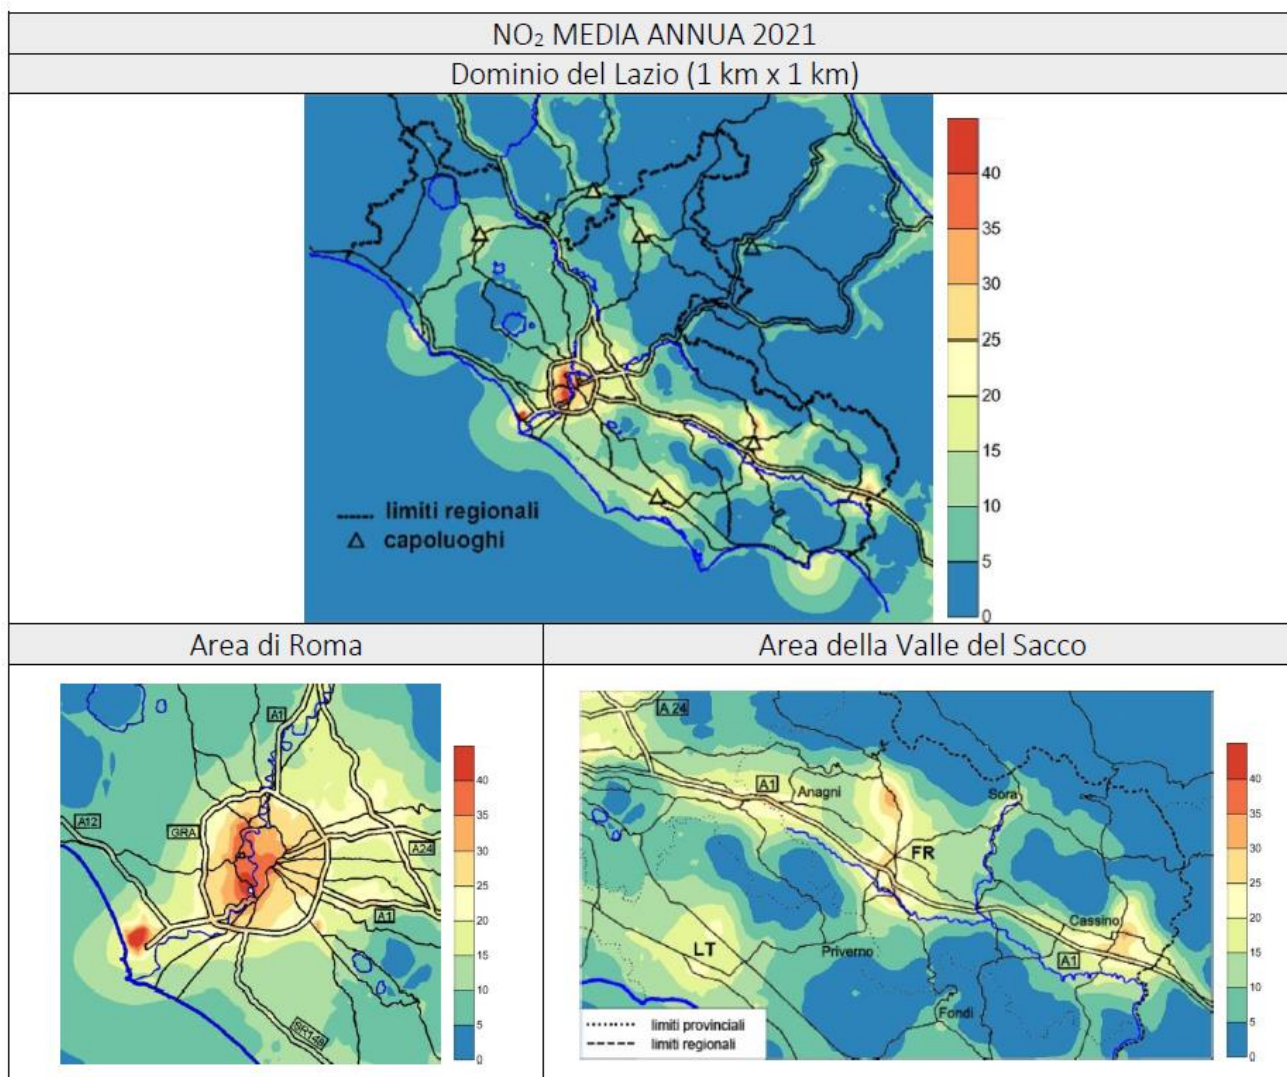 NO₂ MEDIA ANNUA 2021
Dominio del Lazio (1 km x 1 km)
40
35
30
25
20
15
10
5
0
limiti regionali
capoluoghi
Area di Roma
Area della Valle del Sacco
A1
A12
GRA
A24
A1
SR148
40
35
30
25
20
15
10
5
0
A 24
A1
Anagni
Sora
FR
Cassino
LT
Priverno
A1
Fondi
limiti provinciali
limiti regionali
40
35
30
25
20
15
10
5
0